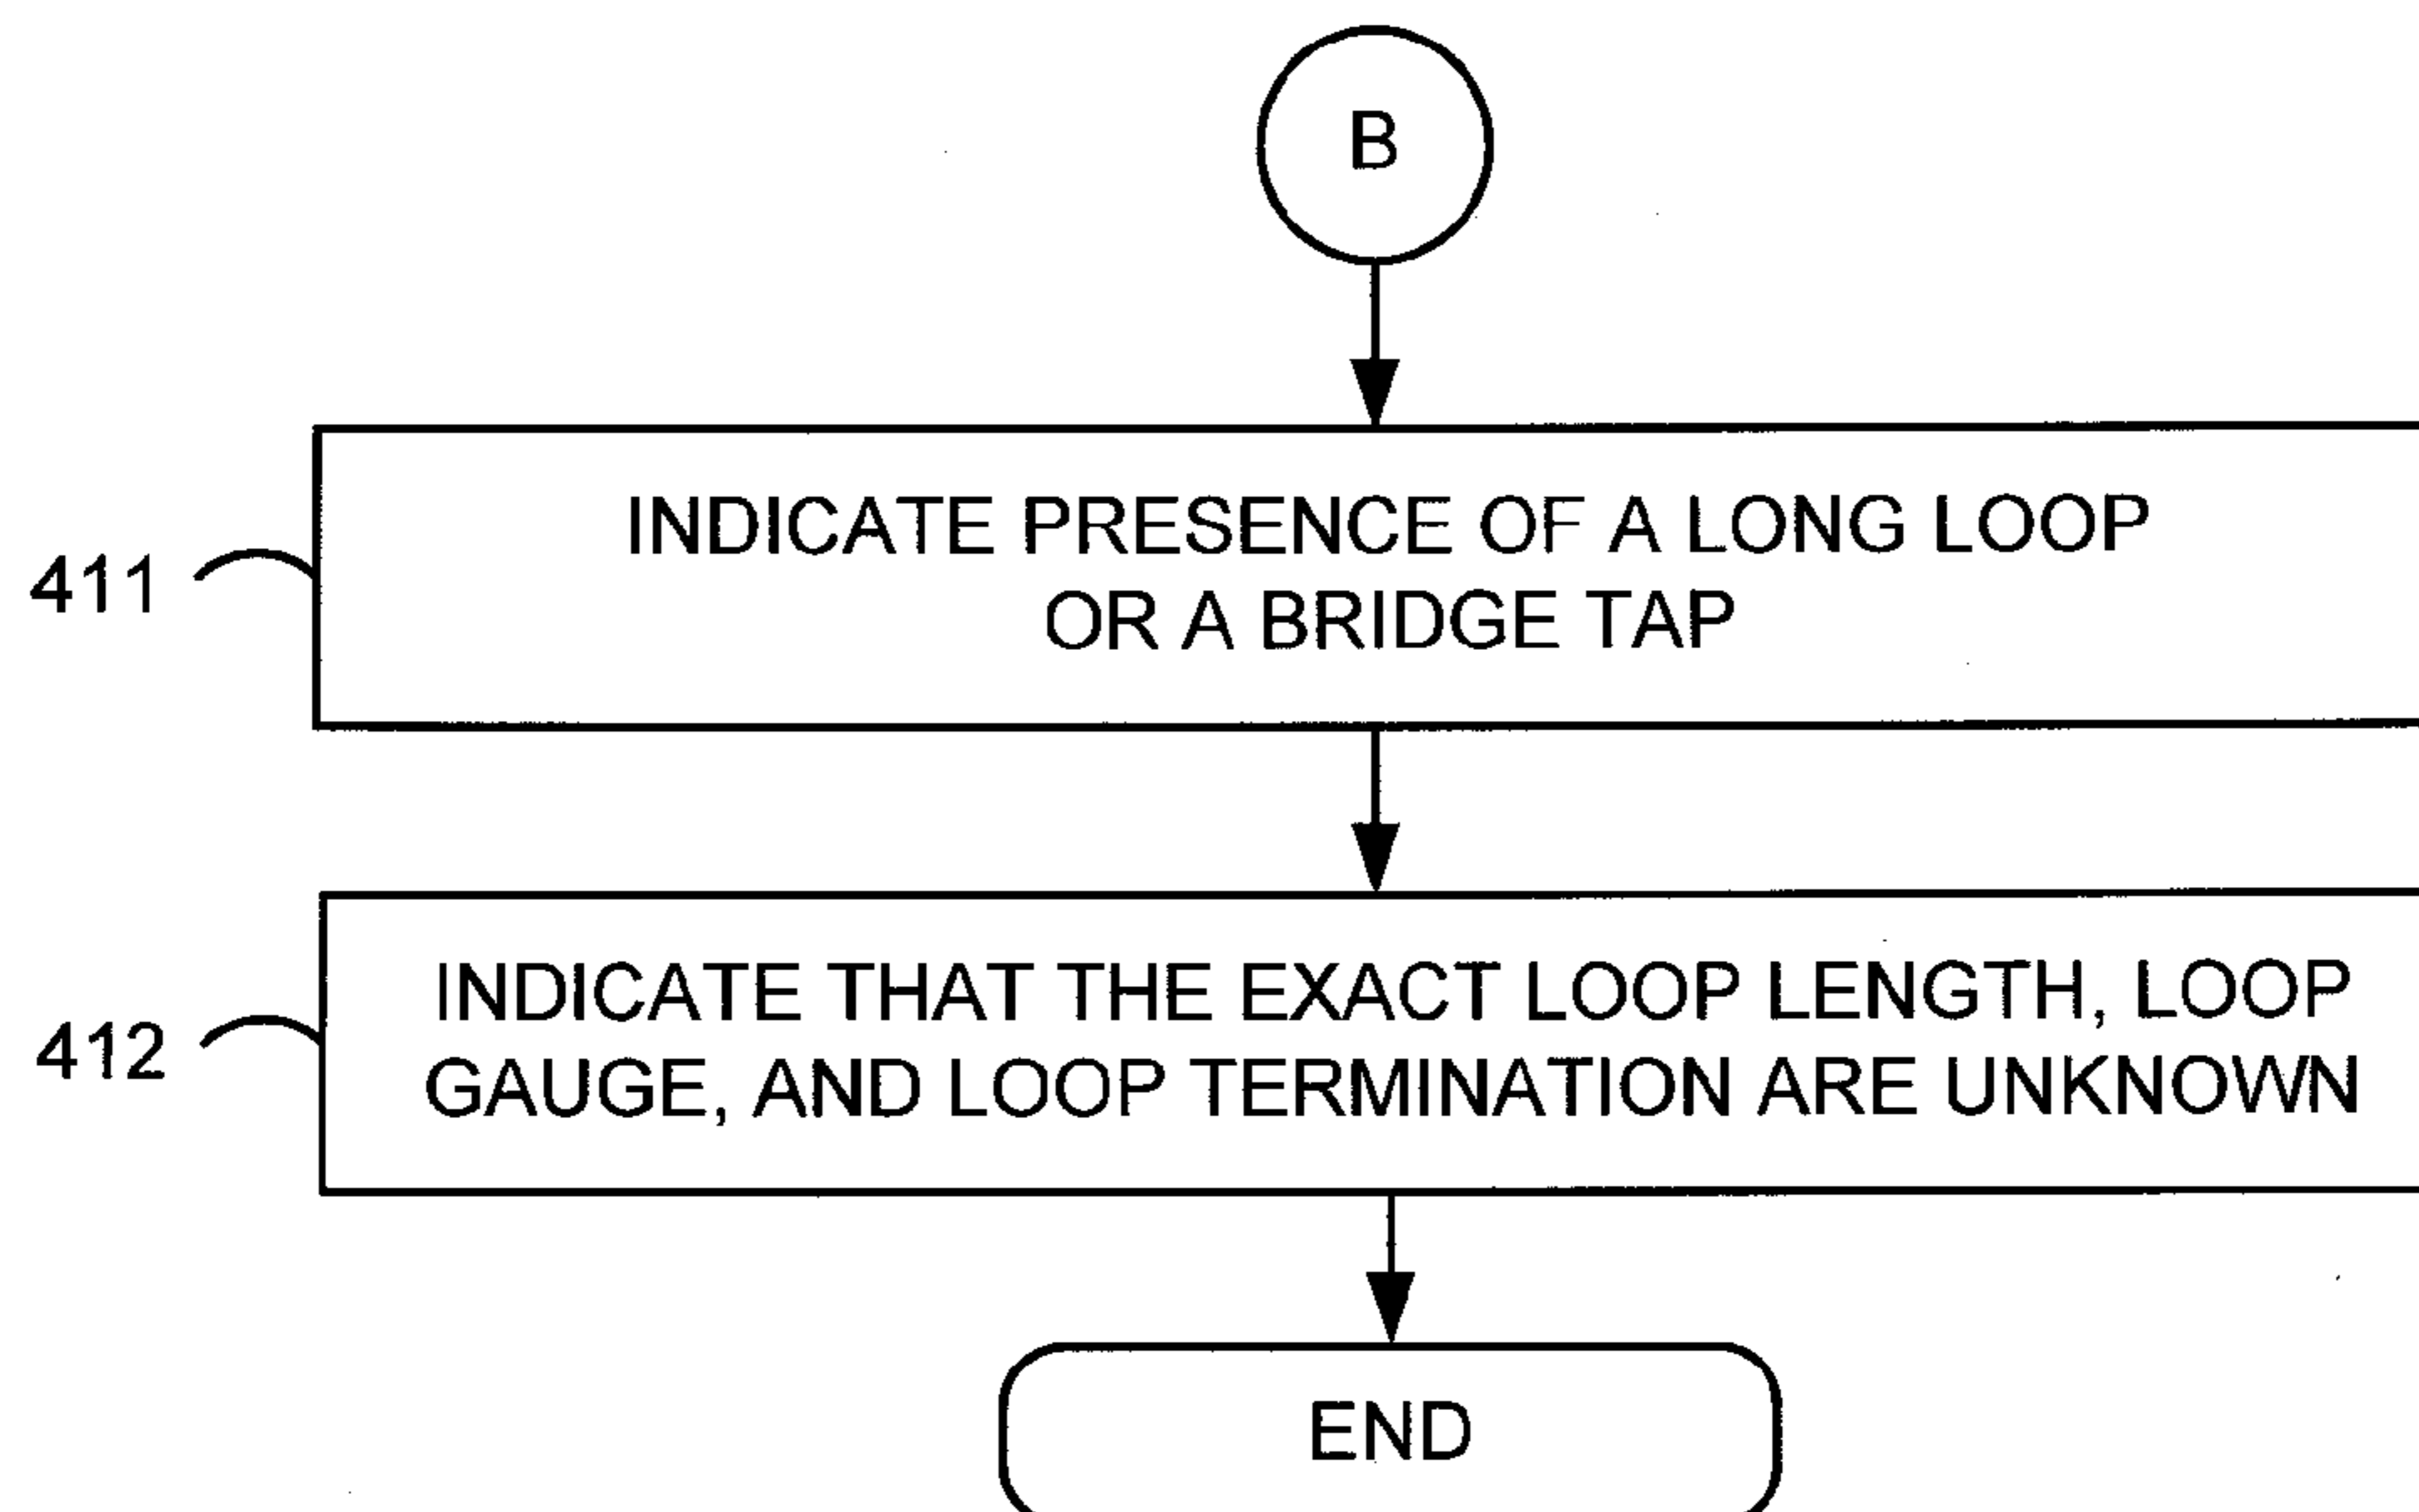 B
INDICATE PRESENCE OF A LONG LOOP
OR A BRIDGE TAP
411
INDICATE THAT THE EXACT LOOP LENGTH, LOOP
GAUGE, AND LOOP TERMINATION ARE UNKNOWN
412
END